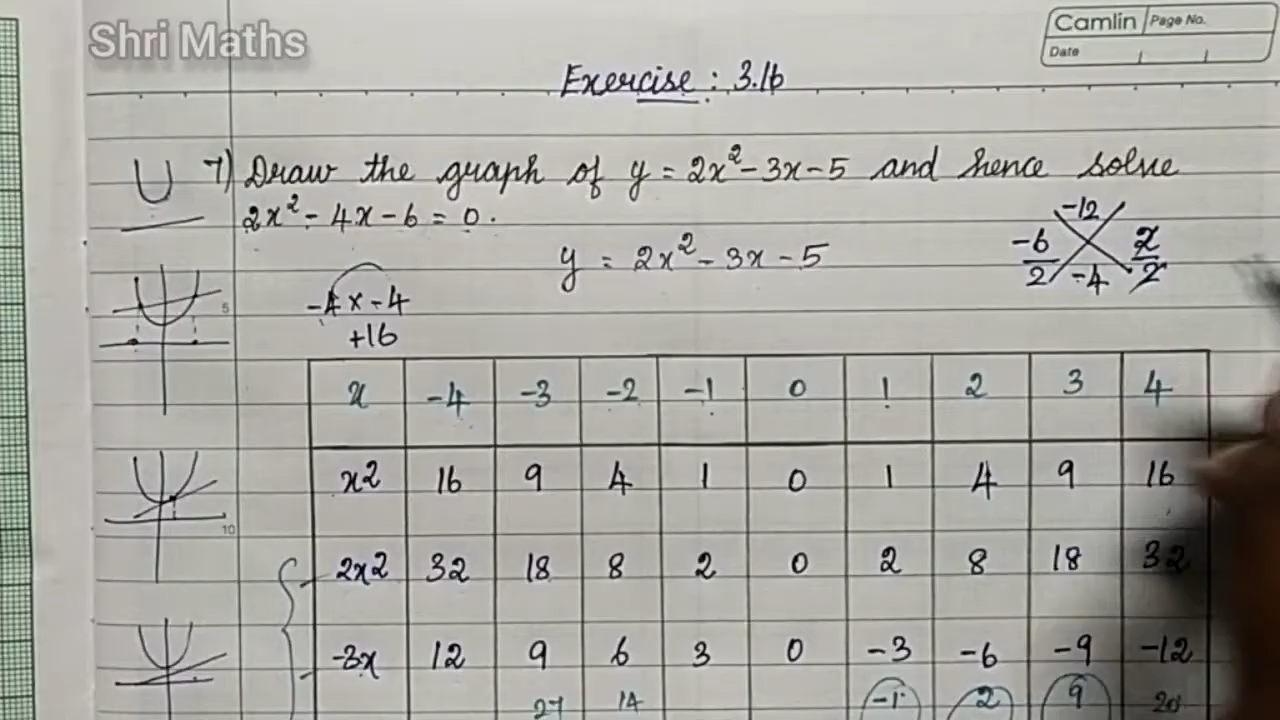 Shri Maths
Camlin Page No.
Date
Exercise : 3.16
7) Draw the graph of y = 2x² - 3x - 5 and hence solve
2x² - 4x - 6 = 0.
y = 2x² - 3x - 5
-12
-6 2
2 -4 2
-4 x -4
+16
5
x -4 -3 -2 -1 0 1 2 3 4
x2 16 9 4 1 0 1 4 9 16
10
2x2 32 18 8 2 0 2 8 18 32
-3x 12 9 6 3 0 -3 -6 -9 -12
27 14 -1 2 9 20